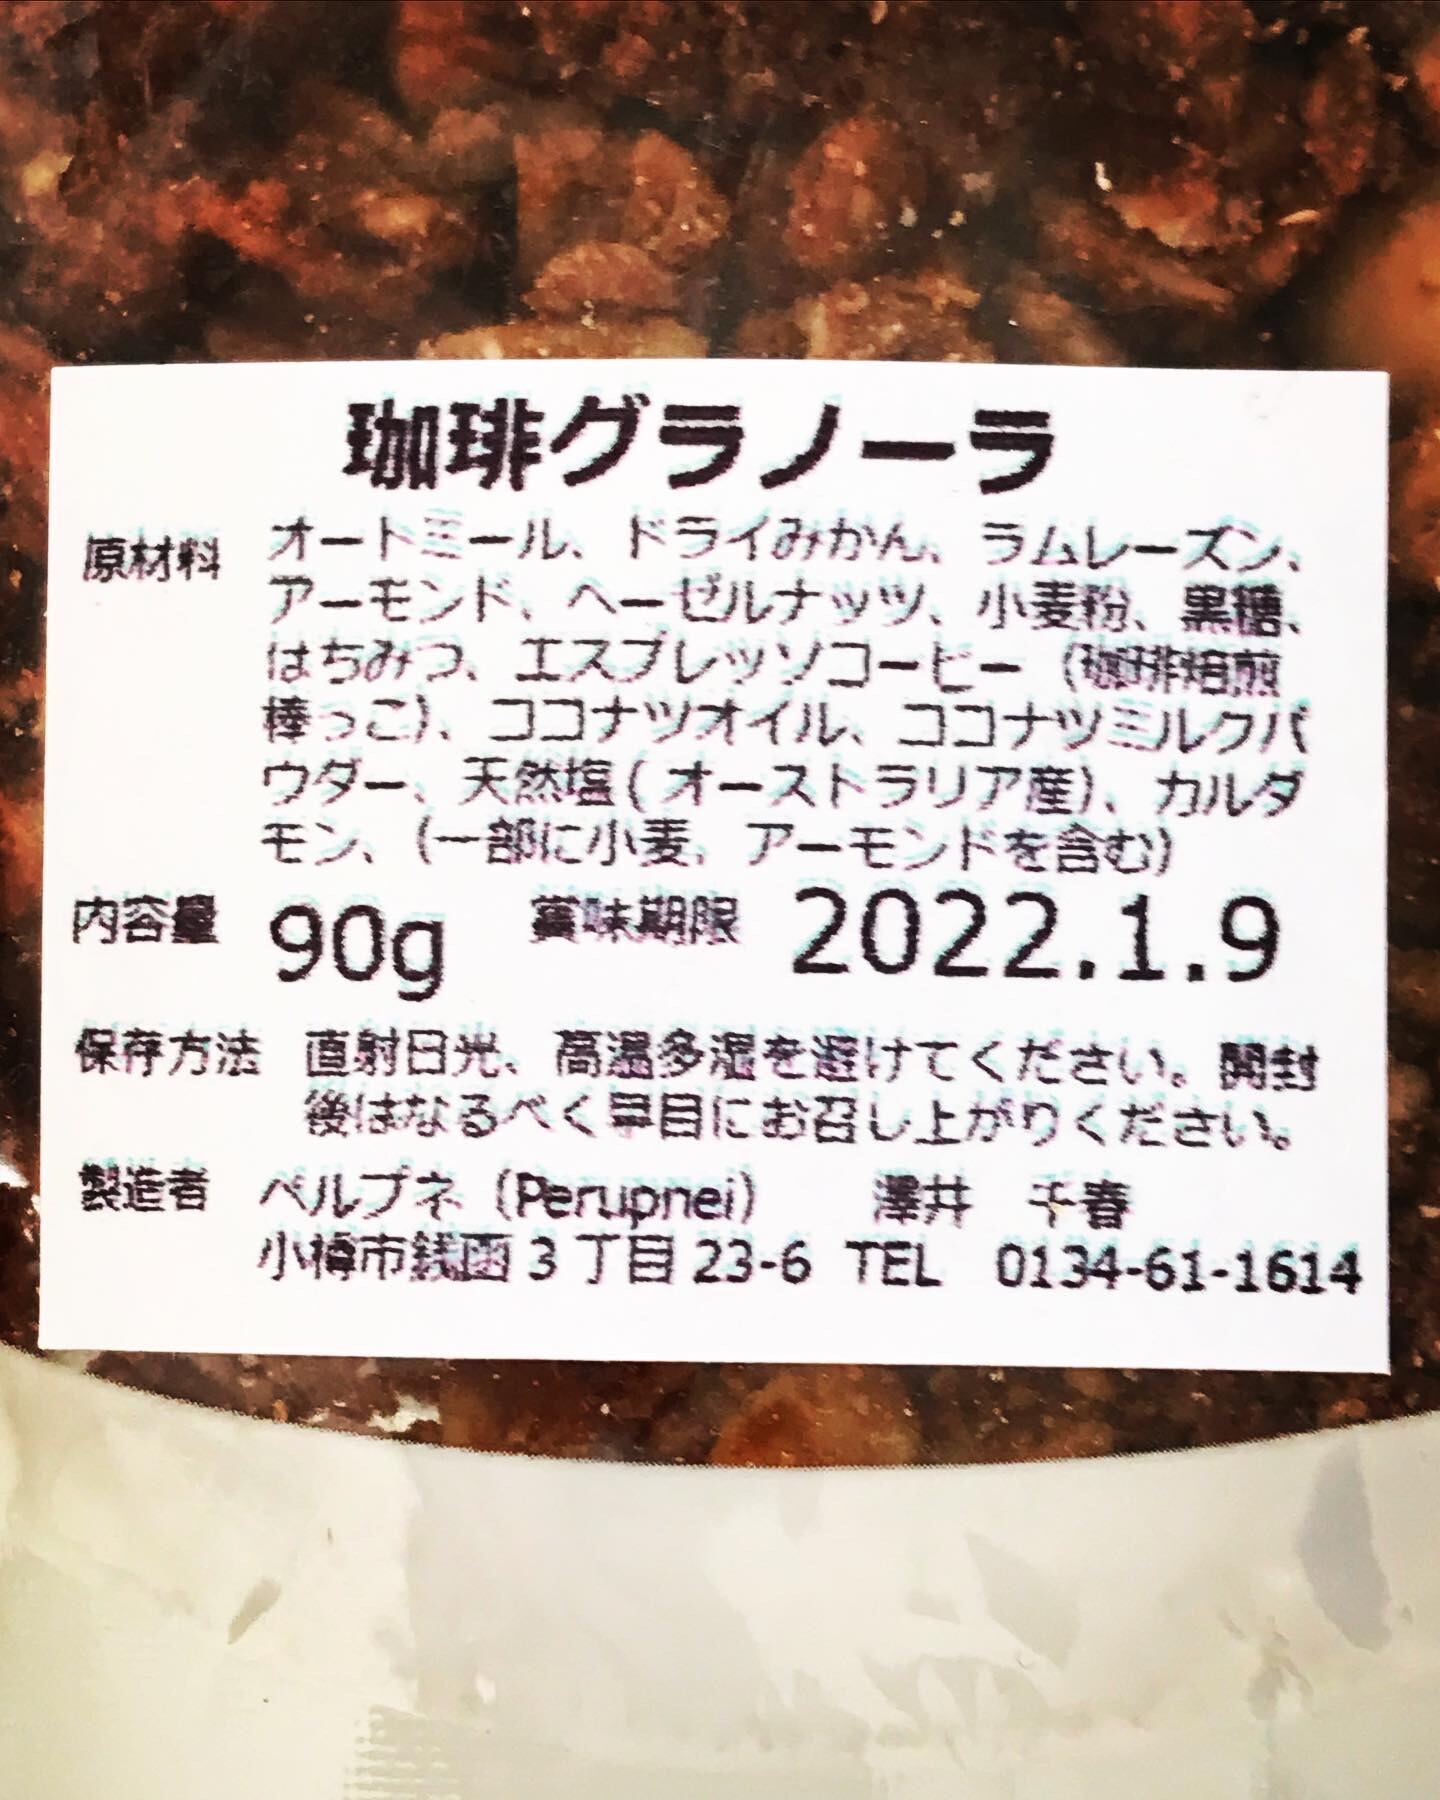 珈琲グラノーラ
原材料 オートミール、ドライみかん、ラムレーズン、
アーモンド、ヘーゼルナッツ、小麦粉、黒糖、
はちみつ、エスプレッソコーヒー（珈琲焙煎
棒っこ)、ココナツオイル、ココナツミルクパ
ウダー、天然塩(オーストラリア産)、カルダ
モン、(一部に小麦、アーモンドを含む)
内容量 90g 賞味期限 2022.1.9
保存方法 直射日光、高温多湿を避けてください。開封
後はなるべく早目にお召し上がりください。
製造者 ペルプネ（Perupnei） 澤井 千春
小樽市銭函３丁目23-6 TEL 0134-61-1614